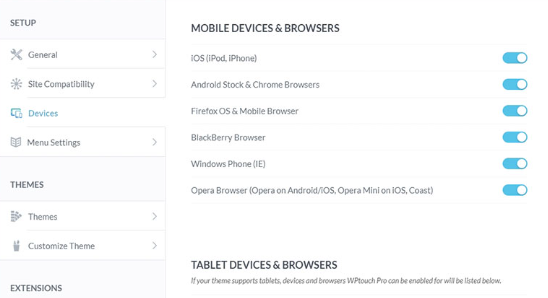 SETUP
General
Site Compatibility
Devices
Menu Settings
THEMES
Themes
Customize Theme
EXTENSIONS
MOBILE DEVICES & BROWSERS
iOS (iPod, iPhone)
Android Stock & Chrome Browsers
Firefox OS & Mobile Browser
BlackBerry Browser
Windows Phone (IE)
Opera Browser (Opera on Android/iOS, Opera Mini on iOS, Coast)
TABLET DEVICES & BROWSERS
If your theme supports tablets, devices and browsers WPtouch Pro can be enabled for will be listed below.